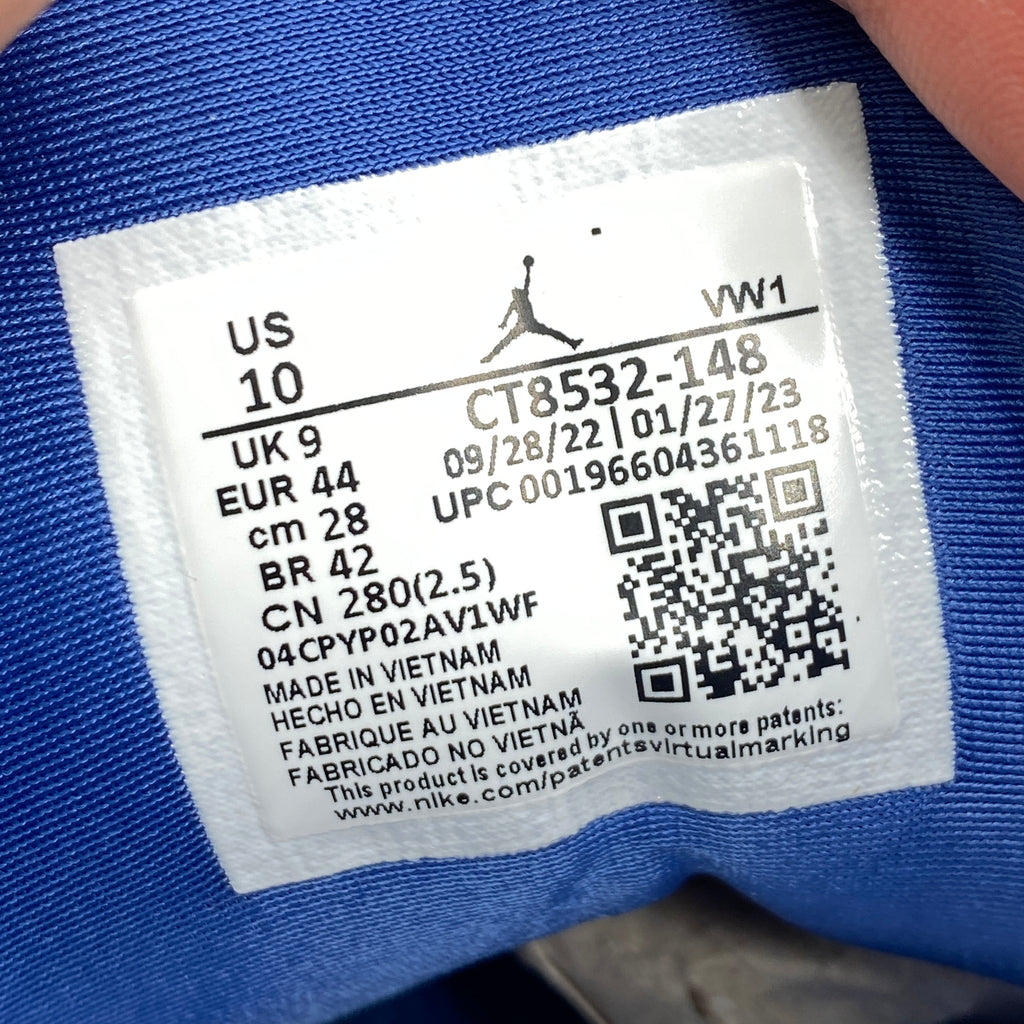 US
10
VW1
UK 9
EUR 44
cm 28
BR 42
CN 280(2.5)
CT8532-148
09/28/22 | 01/27/23
UPC 00196604361118
04CPYP02AV1WF
MADE IN VIETNAM
HECHO EN VIETNAM
FABRIQUE AU VIETNAM
FABRICADO NO VIETNÃ
This product is covered by one or more patents:
www.nike.com/patentsvirtualmarking